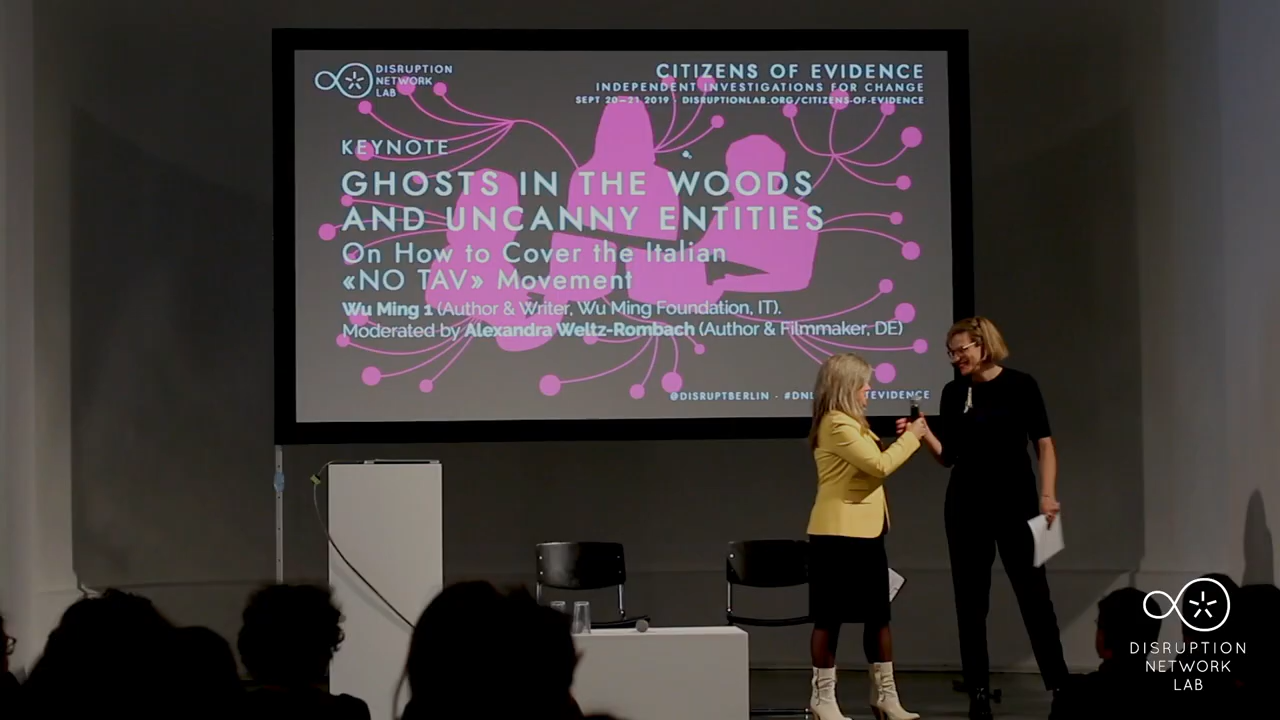 DISRUPTION
NETWORK
LAB
CITIZENS OF EVIDENCE
INDEPENDENT INVESTIGATIONS FOR CHANGE
SEPT 20–21 2019 · DISRUPTIONLAB.ORG/CITIZENS-OF-EVIDENCE
KEYNOTE
GHOSTS IN THE WOODS
AND UNCANNY ENTITIES
On How to Cover the Italian
«NO TAV» Movement
Wu Ming 1 (Author & Writer, Wu Ming Foundation, IT).
Moderated by Alexandra Weltz-Rombach (Author & Filmmaker, DE)
@DISRUPTBERLIN · #DNL TEVIDENCE
DISRUPTION
NETWORK
LAB